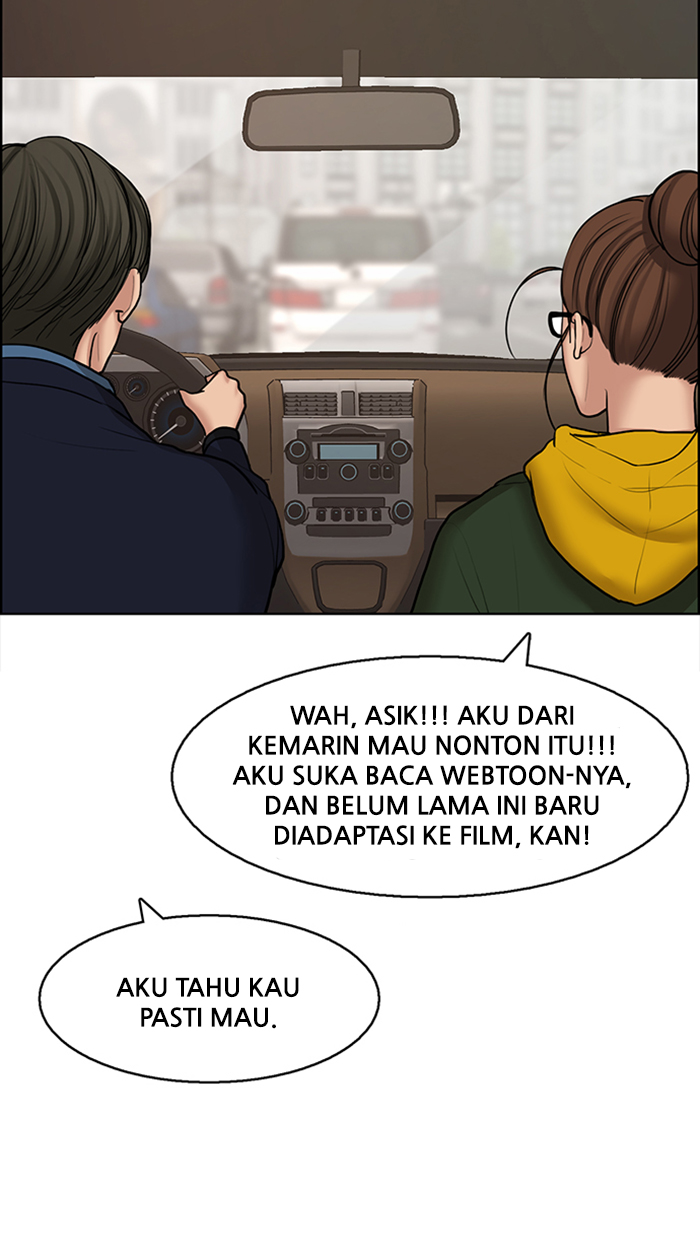 WAH, ASIK!!! AKU DARI
KEMARIN MAU NONTON ITU!!!
AKU SUKA BACA WEBTOON-NYA,
DAN BELUM LAMA INI BARU
DIADAPTASI KE FILM, KAN!
AKU TAHU KAU
PASTI MAU.